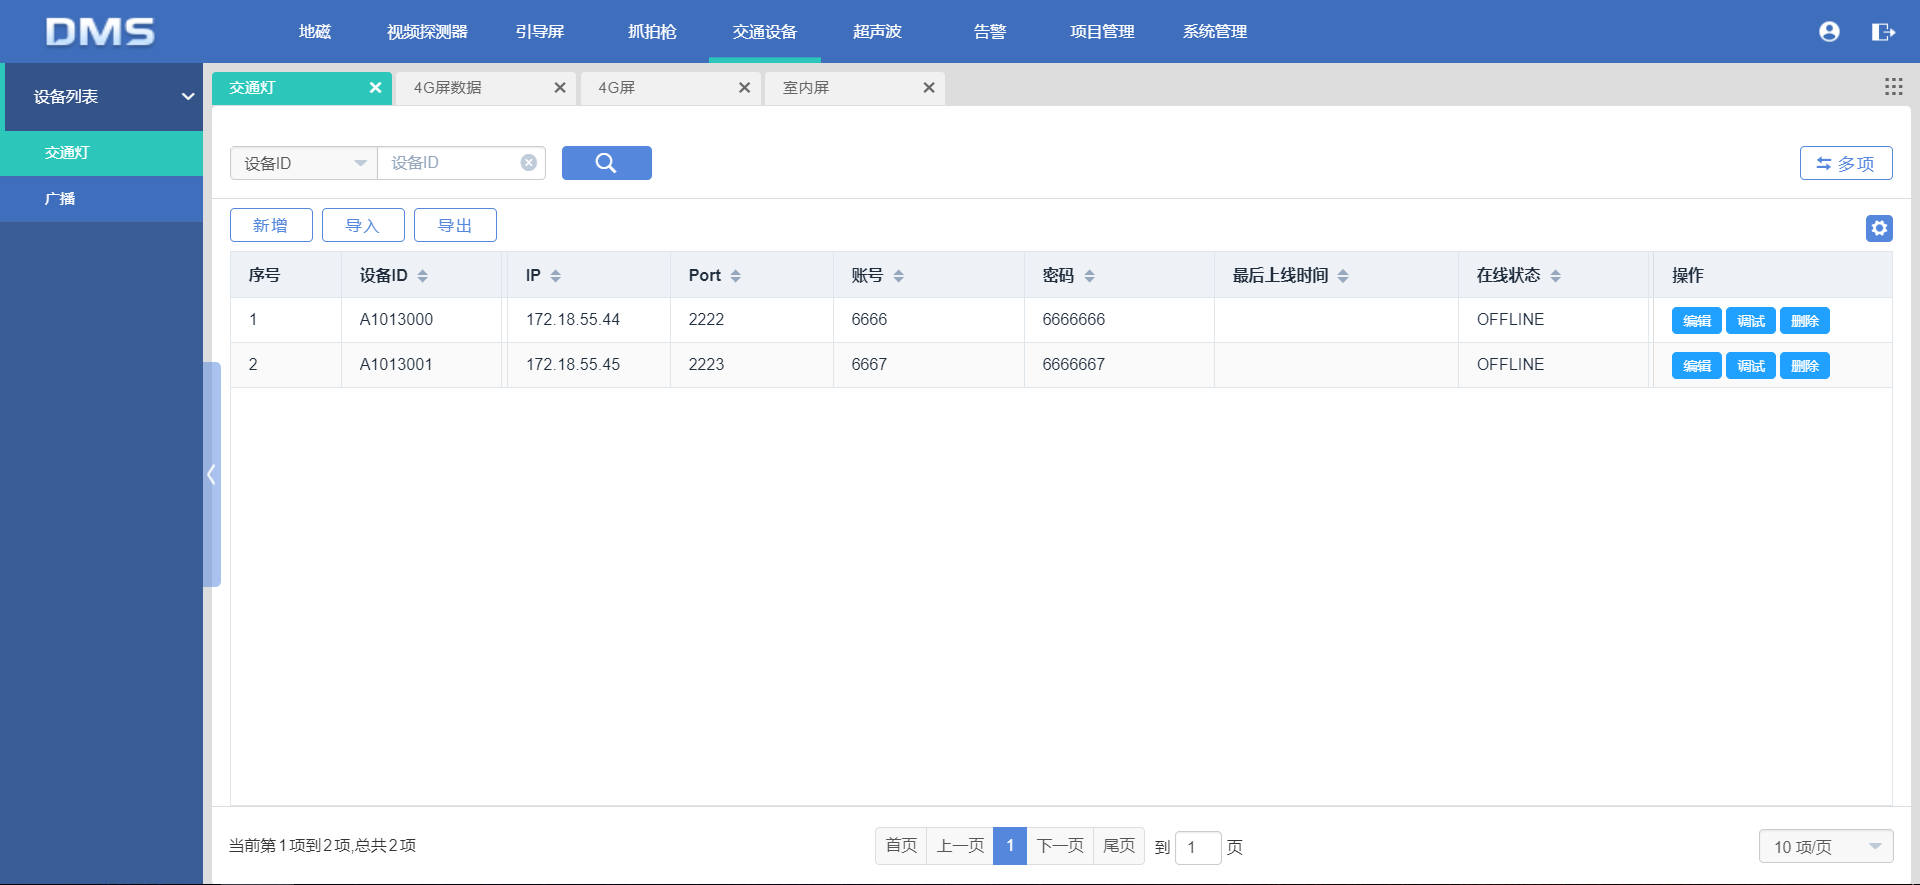 DMS 地磁 视频探测器 引导屏 抓拍枪 交通设备 超声波 告警 项目管理 系统管理
设备列表
交通灯
广播
交通灯 4G屏数据 4G屏 室内屏
设备ID 设备ID 多项
新增 导入 导出
序号 设备ID IP Port 账号 密码 最后上线时间 在线状态 操作
1 A1013000 172.18.55.44 2222 6666 6666666 OFFLINE 编辑 调试 删除
2 A1013001 172.18.55.45 2223 6667 6666667 OFFLINE 编辑 调试 删除
当前第1项到2项,总共2项 首页 上一页 1 下一页 尾页 到 1 页 10 项/页